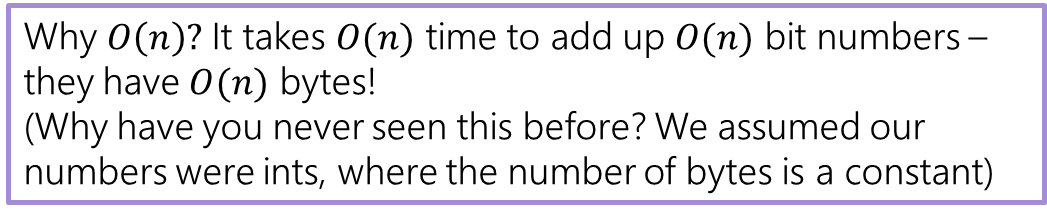 Why O(n)? It takes O(n) time to add up O(n) bit numbers –
they have O(n) bytes!
(Why have you never seen this before? We assumed our
numbers were ints, where the number of bytes is a constant)